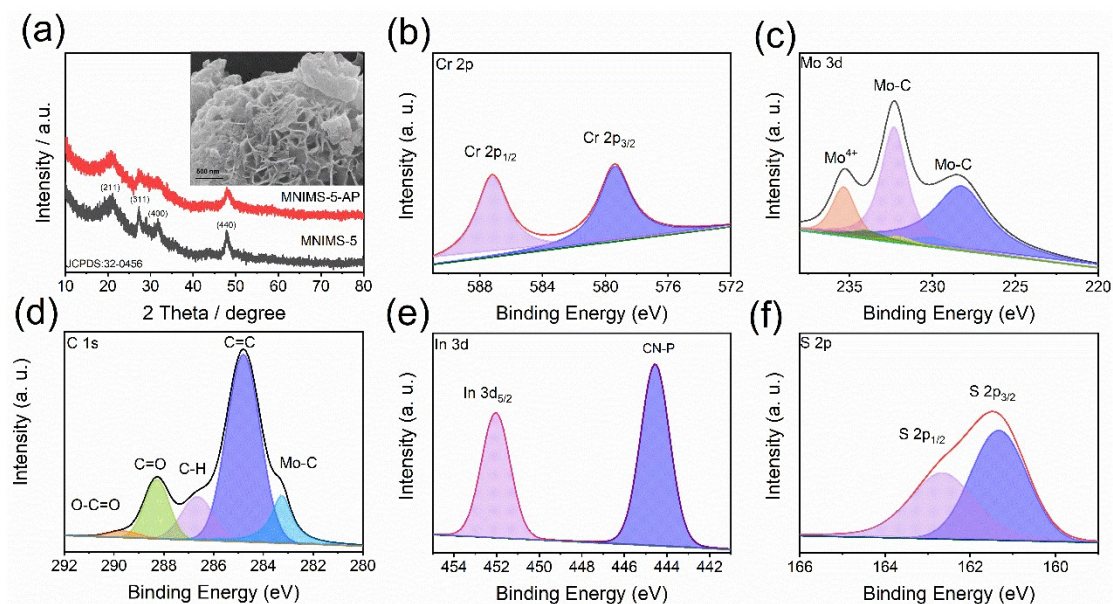 (a)
Intensity / a. u.
500 nm
MNIMS-5-AP
(211)
(311)
(400)
(440)
MNIMS-5
JCPDS:32-0456
10 20 30 40 50 60 70 80
2 Theta / degree
(b)
Cr 2p
Intensity (a. u.)
Cr 2p1/2
Cr 2p3/2
588 584 580 576 572
Binding Energy (eV)
(c)
Mo 3d
Intensity (a. u.)
Mo-C
Mo4+
Mo-C
235 230 225 220
Binding Energy (eV)
(d)
C 1s
Intensity (a. u.)
C=C
C=O
C-H
Mo-C
O-C=O
292 290 288 286 284 282 280
Binding Energy (eV)
(e)
In 3d
Intensity (a. u.)
CN-P
In 3d5/2
454 452 450 448 446 444 442
Binding Energy (eV)
(f)
S 2p
Intensity (a. u.)
S 2p3/2
S 2p1/2
166 164 162 160
Binding Energy (eV)